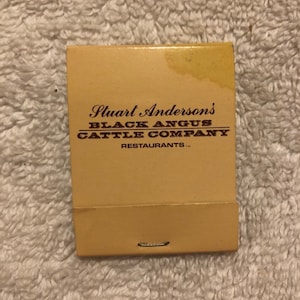 Stuart Anderson's
BLACK ANGUS
CATTLE COMPANY
RESTAURANTS